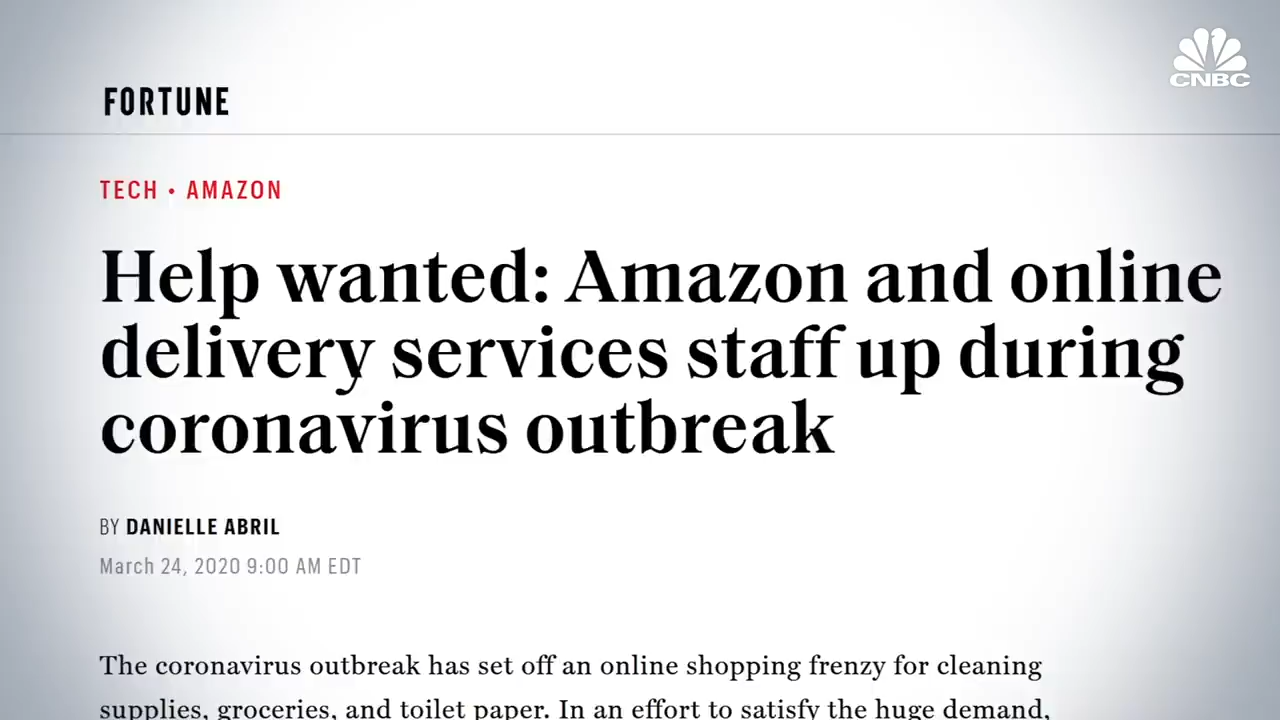 CNBC
FORTUNE
TECH • AMAZON
Help wanted: Amazon and online
delivery services staff up during
coronavirus outbreak
BY DANIELLE ABRIL
March 24, 2020 9:00 AM EDT
The coronavirus outbreak has set off an online shopping frenzy for cleaning
supplies, groceries, and toilet paper. In an effort to satisfy the huge demand,